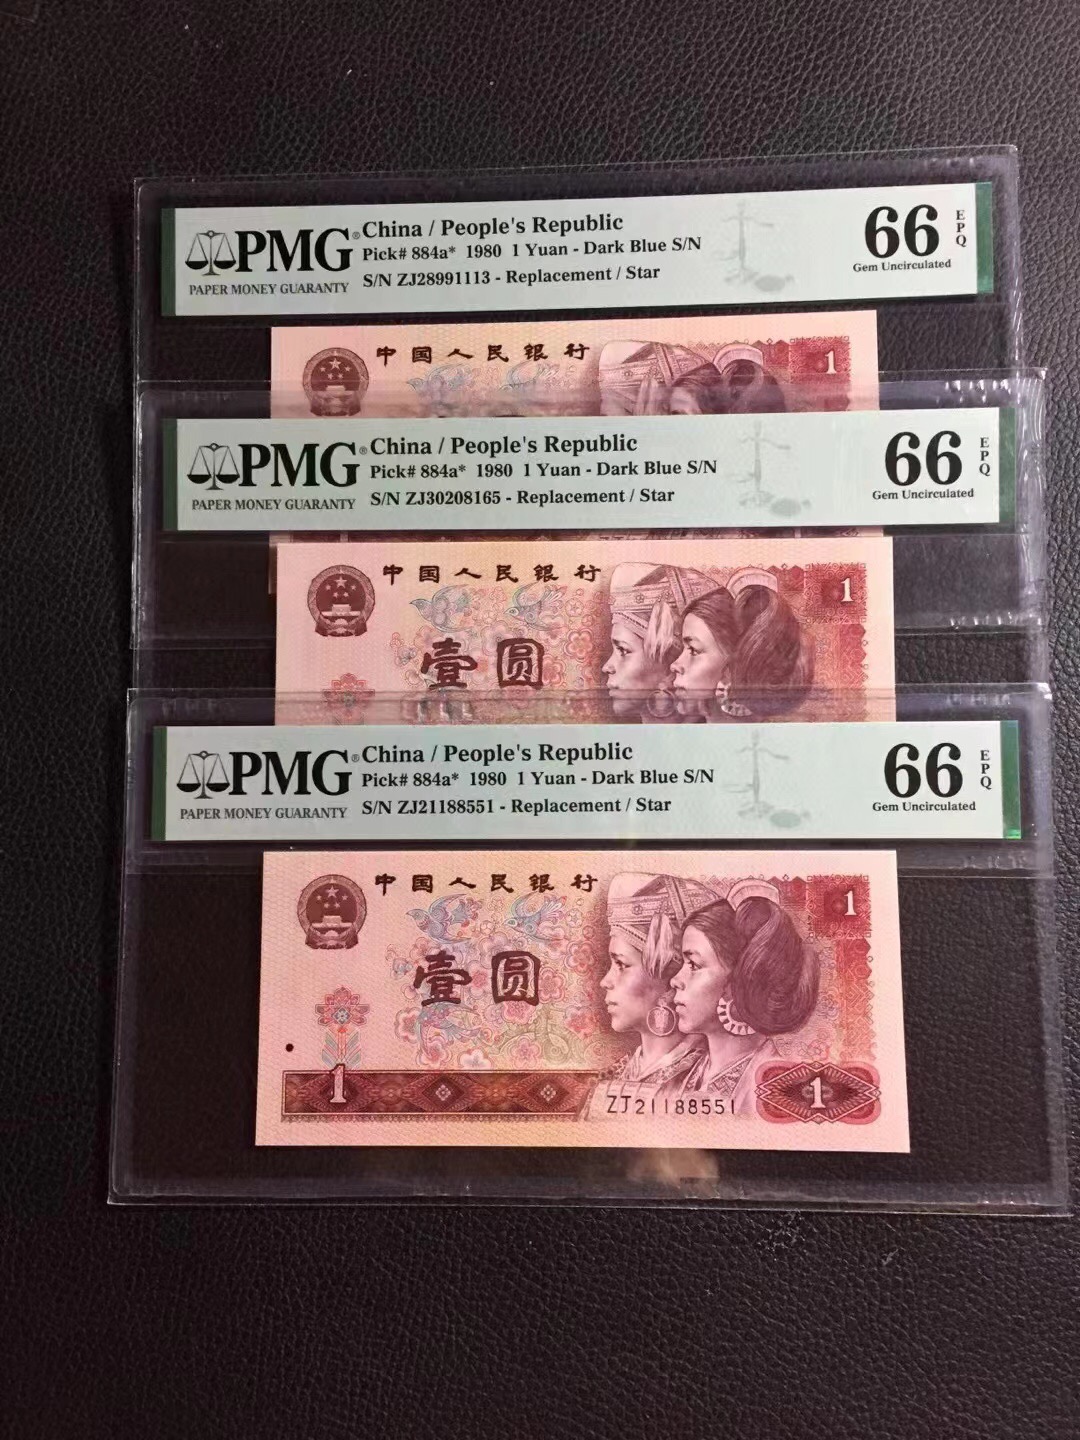 PMG®
PAPER MONEY GUARANTY
China / People's Republic
Pick# 884a* 1980 1 Yuan - Dark Blue S/N
S/N ZJ28991113 - Replacement / Star
66 EPQ
Gem Uncirculated
中国人民银行
1
PMG®
PAPER MONEY GUARANTY
China / People's Republic
Pick# 884a* 1980 1 Yuan - Dark Blue S/N
S/N ZJ30208165 - Replacement / Star
66 EPQ
Gem Uncirculated
中国人民银行
1
壹圆
PMG®
PAPER MONEY GUARANTY
China / People's Republic
Pick# 884a* 1980 1 Yuan - Dark Blue S/N
S/N ZJ21188551 - Replacement / Star
66 EPQ
Gem Uncirculated
中国人民银行
1
壹圆
1
ZJ21188551
1